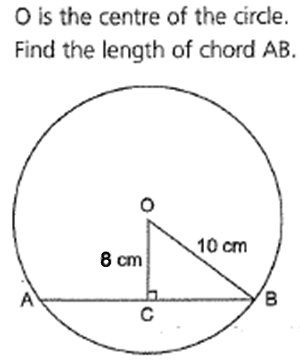 O is the centre of the circle.
Find the length of chord AB.
O
10 cm
8 cm
A
B
C